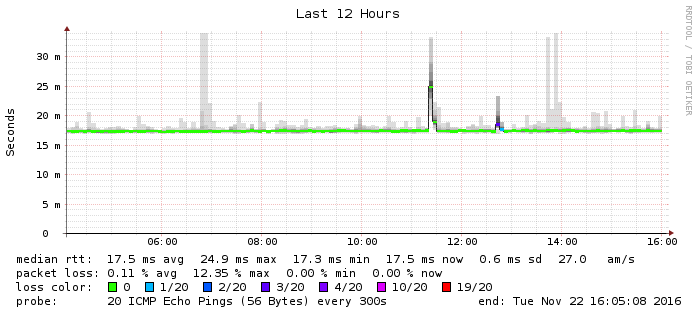 Last 12 Hours
RRDTOOL / TOBI OETIKER
Seconds
30 m
25 m
20 m
15 m
10 m
5 m
0
06:00 08:00 10:00 12:00 14:00 16:00
median rtt: 17.5 ms avg 24.9 ms max 17.3 ms min 17.5 ms now 0.6 ms sd 27.0 am/s
packet loss: 0.11 % avg 12.35 % max 0.00 % min 0.00 % now
loss color: 0 1/20 2/20 3/20 4/20 10/20 19/20
probe: 20 ICMP Echo Pings (56 Bytes) every 300s end: Tue Nov 22 16:05:08 2016